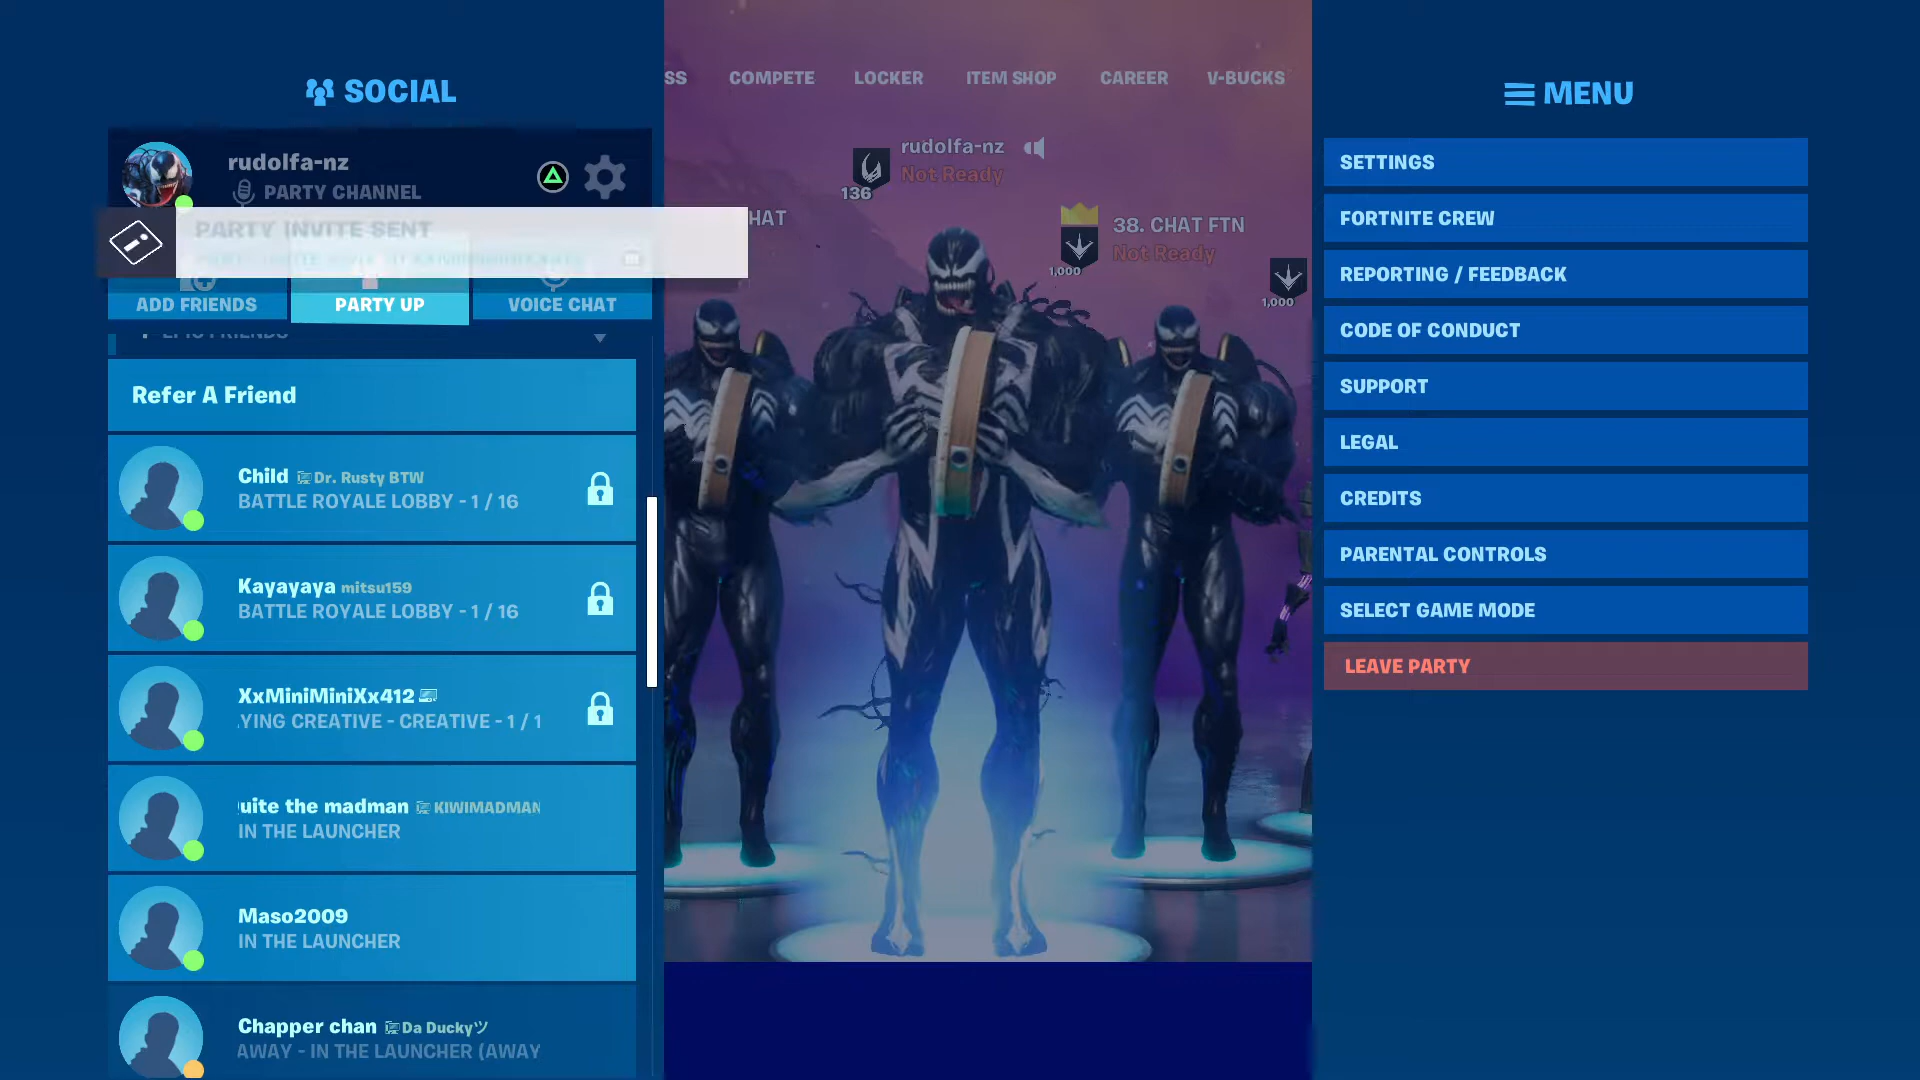 SOCIAL
rudolfa-nz
PARTY CHANNEL
PARTY INVITE SENT
ADD FRIENDS
PARTY UP
VOICE CHAT
EPIC FRIENDS
Refer A Friend
Child Dr. Rusty BTW
BATTLE ROYALE LOBBY - 1 / 16
Kayayaya mitsu159
BATTLE ROYALE LOBBY - 1 / 16
XxMiniMiniXx412
YING CREATIVE - CREATIVE - 1 / 1
uite the madman KIWIMADMAN
IN THE LAUNCHER
Maso2009
IN THE LAUNCHER
Chapper chan Da Duckyツ
AWAY - IN THE LAUNCHER (AWAY
SS COMPETE LOCKER ITEM SHOP CAREER V-BUCKS
rudolfa-nz
Not Ready
136
HAT
38. CHAT FTN
Not Ready
1,000
1,000
MENU
SETTINGS
FORTNITE CREW
REPORTING / FEEDBACK
CODE OF CONDUCT
SUPPORT
LEGAL
CREDITS
PARENTAL CONTROLS
SELECT GAME MODE
LEAVE PARTY